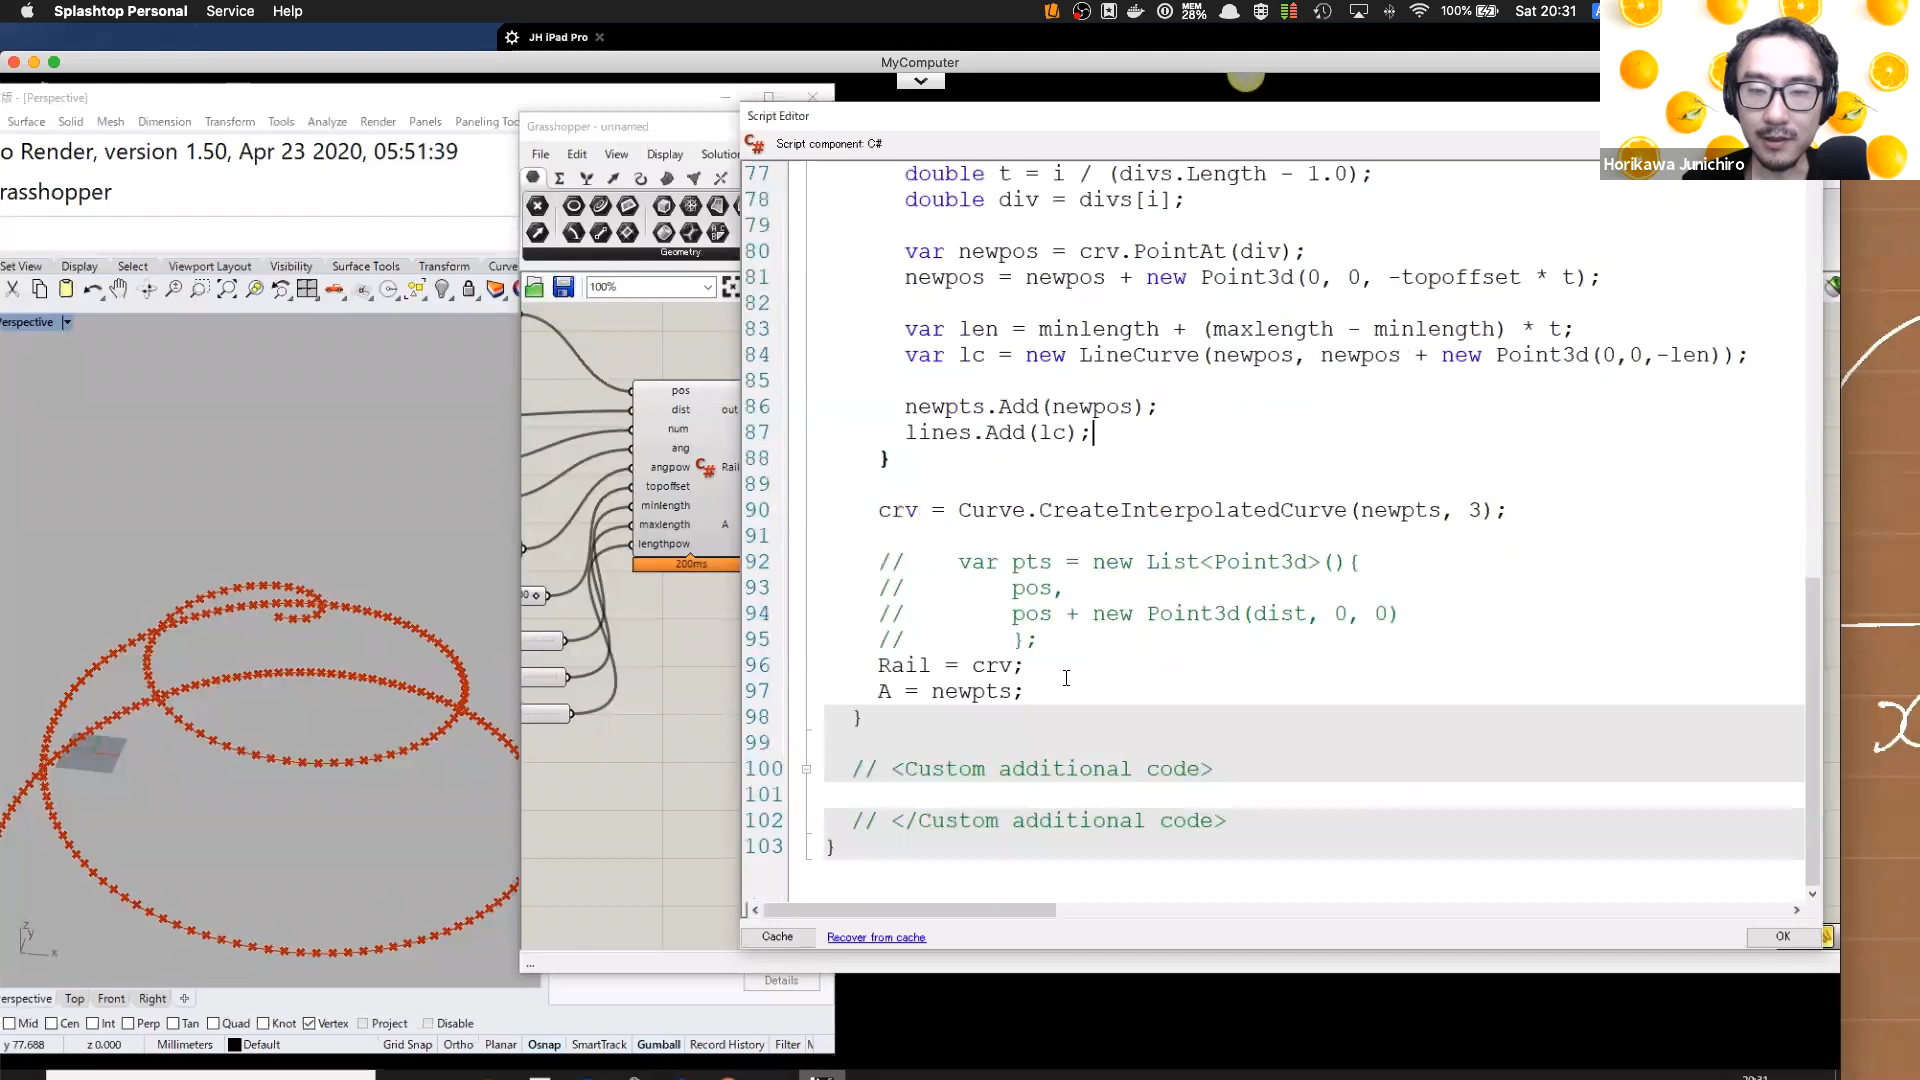 Splashtop Personal Service Help
MEM 28% 100% Sat 20:31
JH iPad Pro
MyComputer
版 - [Perspective]
Surface Solid Mesh Dimension Transform Tools Analyze Render Panels Paneling Too
o Render, version 1.50, Apr 23 2020, 05:51:39
rasshopper
Set View Display Select Viewport Layout Visibility Surface Tools Transform Curve
Perspective
Grasshopper - unnamed
File Edit View Display Solution
Geometry
100%
pos
dist
num
ang
angpow
topoffset
minlength
maxlength
lengthpow
out
Rail
A
200ms
Script Editor
Script component: C#
77 double t = i / (divs.Length - 1.0);
78 double div = divs[i];
79
80 var newpos = crv.PointAt(div);
81 newpos = newpos + new Point3d(0, 0, -topoffset * t);
82
83 var len = minlength + (maxlength - minlength) * t;
84 var lc = new LineCurve(newpos, newpos + new Point3d(0,0,-len));
85
86 newpts.Add(newpos);
87 lines.Add(lc);
88 }
89
90 crv = Curve.CreateInterpolatedCurve(newpts, 3);
91
92 // var pts = new List<Point3d>(){
93 // pos,
94 // pos + new Point3d(dist, 0, 0)
95 // };
96 Rail = crv;
97 A = newpts;
98 }
99
100 // <Custom additional code>
101
102 // </Custom additional code>
103 }
Cache Recover from cache OK
...
Details
Horikawa Junichiro
z y x
erspective Top Front Right
Mid Cen Int Perp Tan Quad Knot Vertex Project Disable
y 77.688 z 0.000 Millimeters Default Grid Snap Ortho Planar Osnap SmartTrack Gumball Record History Filter M
x
20:31